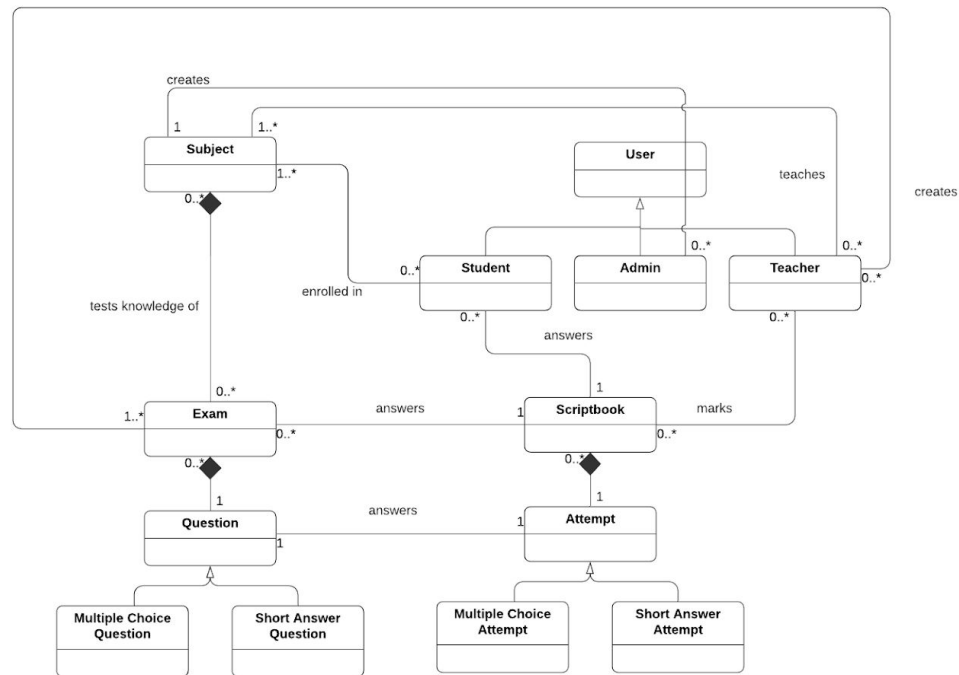 creates
1
1..*
Subject
User
1..*
teaches
creates
0..*
0..*
0..*
0..*
Student
Admin
Teacher
0..*
enrolled in
tests knowledge of
0..*
0..*
answers
0..*
1
1..*
Exam
answers
1
Scriptbook
marks
0..*
0..*
0..*
0..*
1
1
answers
Question
1
Attempt
1
Multiple Choice
Question
Short Answer
Question
Multiple Choice
Attempt
Short Answer
Attempt